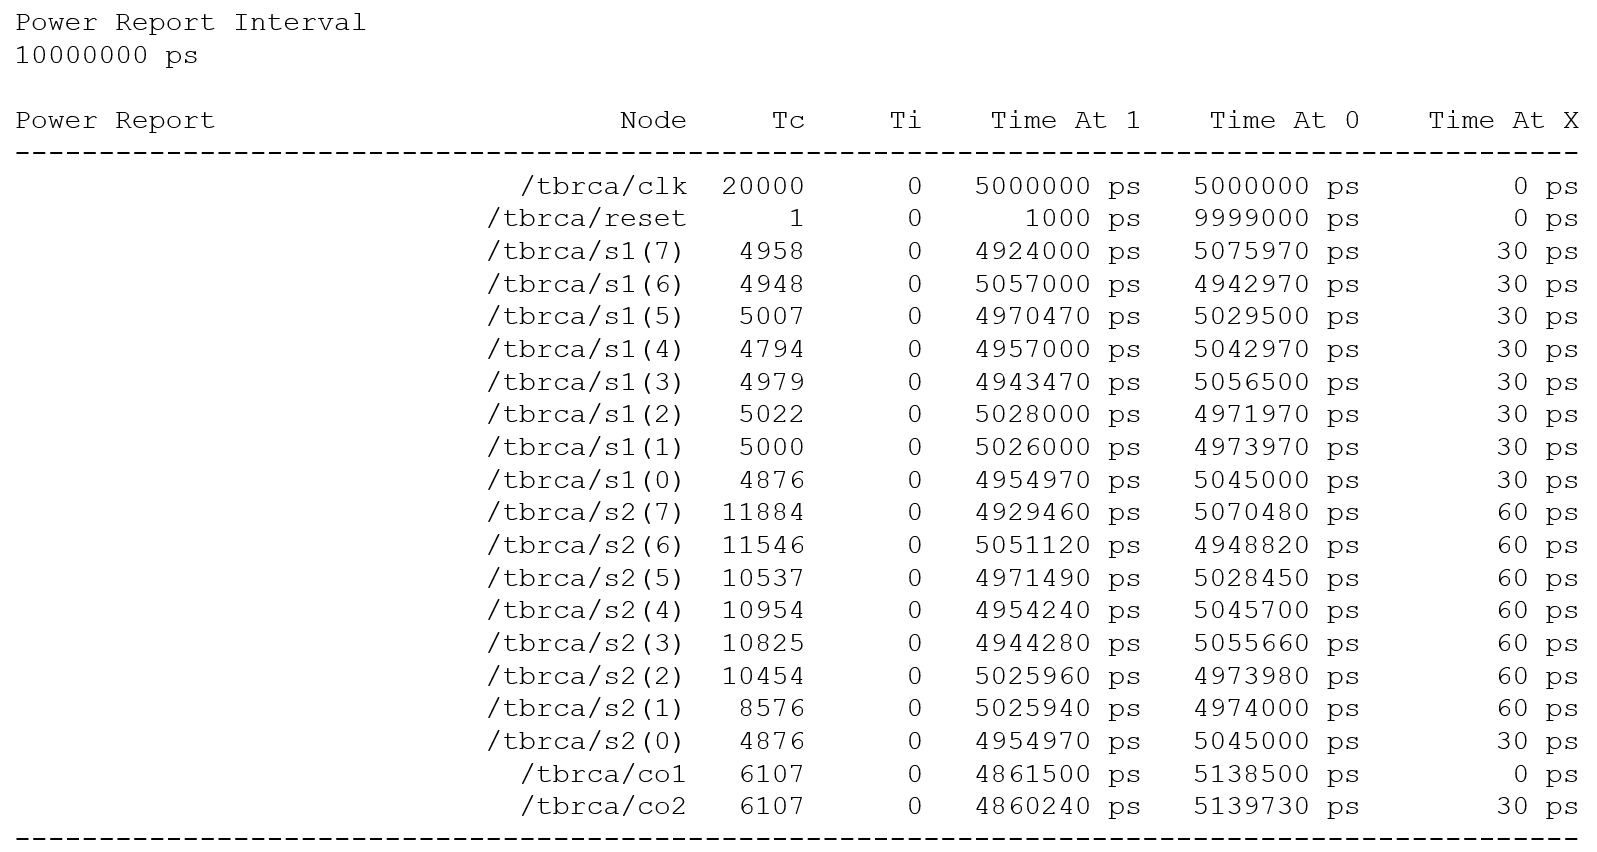 Power Report Interval
10000000 ps
Power Report Node Tc Ti Time At 1 Time At 0 Time At X
--------------------------------------------------------------------------------------------
/tbrca/clk 20000 0 5000000 ps 5000000 ps 0 ps
/tbrca/reset 1 0 1000 ps 9999000 ps 0 ps
/tbrca/s1(7) 4958 0 4924000 ps 5075970 ps 30 ps
/tbrca/s1(6) 4948 0 5057000 ps 4942970 ps 30 ps
/tbrca/s1(5) 5007 0 4970470 ps 5029500 ps 30 ps
/tbrca/s1(4) 4794 0 4957000 ps 5042970 ps 30 ps
/tbrca/s1(3) 4979 0 4943470 ps 5056500 ps 30 ps
/tbrca/s1(2) 5022 0 5028000 ps 4971970 ps 30 ps
/tbrca/s1(1) 5000 0 5026000 ps 4973970 ps 30 ps
/tbrca/s1(0) 4876 0 4954970 ps 5045000 ps 30 ps
/tbrca/s2(7) 11884 0 4929460 ps 5070480 ps 60 ps
/tbrca/s2(6) 11546 0 5051120 ps 4948820 ps 60 ps
/tbrca/s2(5) 10537 0 4971490 ps 5028450 ps 60 ps
/tbrca/s2(4) 10954 0 4954240 ps 5045700 ps 60 ps
/tbrca/s2(3) 10825 0 4944280 ps 5055660 ps 60 ps
/tbrca/s2(2) 10454 0 5025960 ps 4973980 ps 60 ps
/tbrca/s2(1) 8576 0 5025940 ps 4974000 ps 60 ps
/tbrca/s2(0) 4876 0 4954970 ps 5045000 ps 30 ps
/tbrca/co1 6107 0 4861500 ps 5138500 ps 0 ps
/tbrca/co2 6107 0 4860240 ps 5139730 ps 30 ps
--------------------------------------------------------------------------------------------